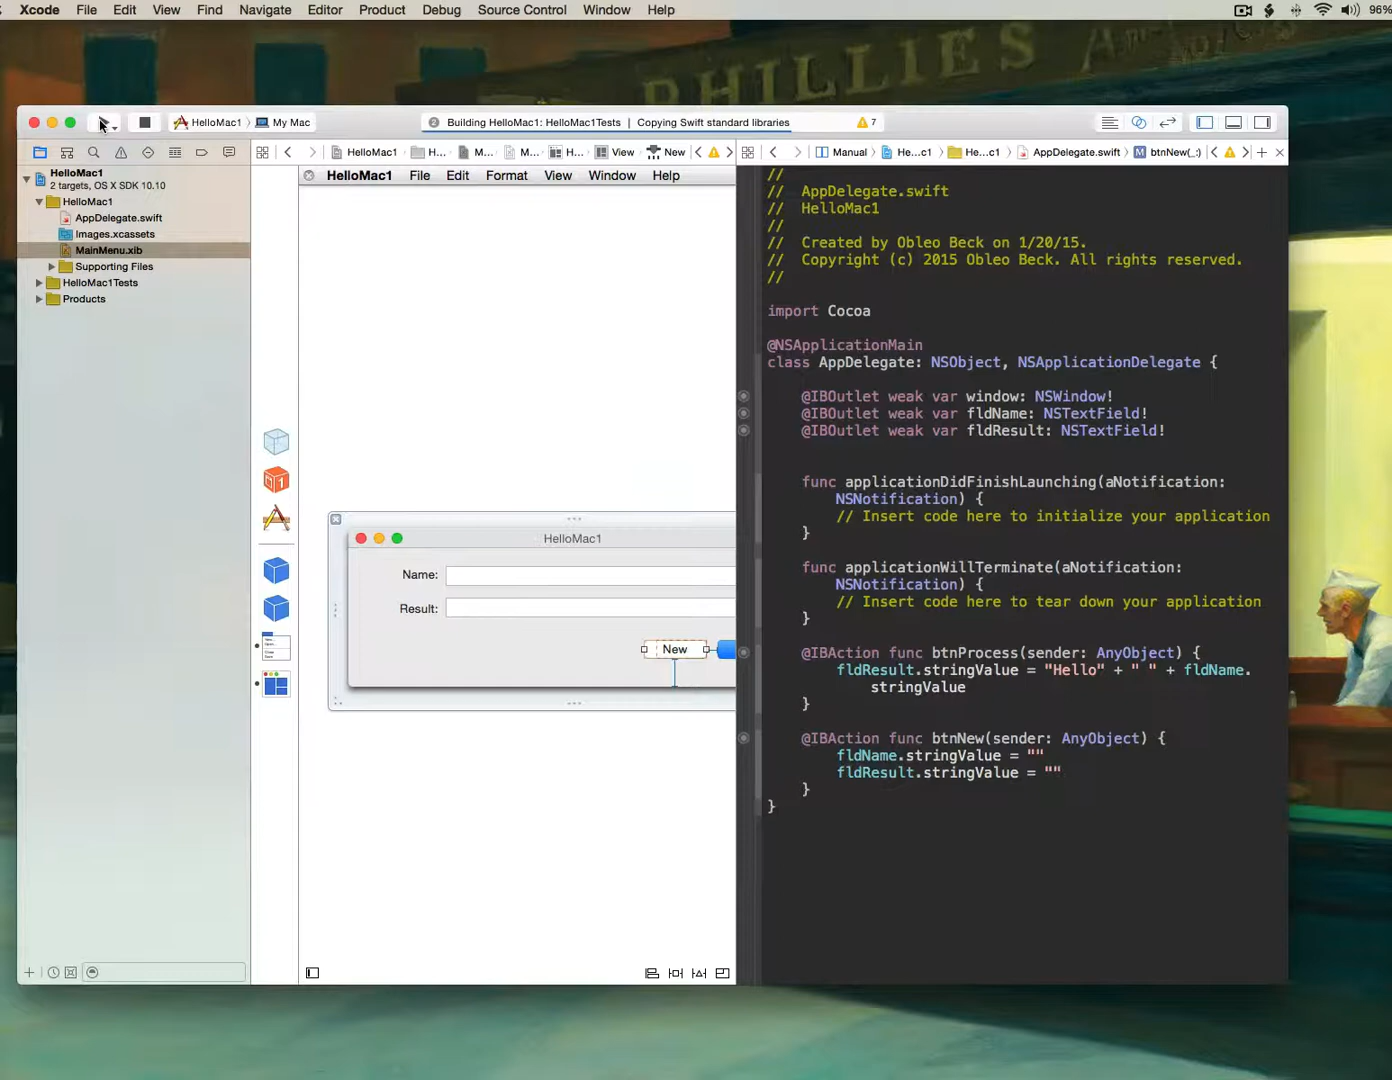 Xcode File Edit View Find Navigate Editor Product Debug Source Control Window Help 96%
PHILLIES
HelloMac1 My Mac
Building HelloMac1: HelloMac1Tests | Copying Swift standard libraries
7
HelloMac1 H... M... M... H... View New
Manual He...c1 He...c1 AppDelegate.swift M btnNew(_:)
HelloMac1
2 targets, OS X SDK 10.10
HelloMac1
AppDelegate.swift
Images.xcassets
MainMenu.xib
Supporting Files
HelloMac1Tests
Products
HelloMac1 File Edit Format View Window Help
HelloMac1
Name:
Result:
New
//
// AppDelegate.swift
// HelloMac1
//
// Created by Obleo Beck on 1/20/15.
// Copyright (c) 2015 Obleo Beck. All rights reserved.
//
import Cocoa
@NSApplicationMain
class AppDelegate: NSObject, NSApplicationDelegate {
@IBOutlet weak var window: NSWindow!
@IBOutlet weak var fldName: NSTextField!
@IBOutlet weak var fldResult: NSTextField!
func applicationDidFinishLaunching(aNotification:
NSNotification) {
// Insert code here to initialize your application
}
func applicationWillTerminate(aNotification:
NSNotification) {
// Insert code here to tear down your application
}
@IBAction func btnProcess(sender: AnyObject) {
fldResult.stringValue = "Hello" + " " + fldName.
stringValue
}
@IBAction func btnNew(sender: AnyObject) {
fldName.stringValue = ""
fldResult.stringValue = ""
}
}